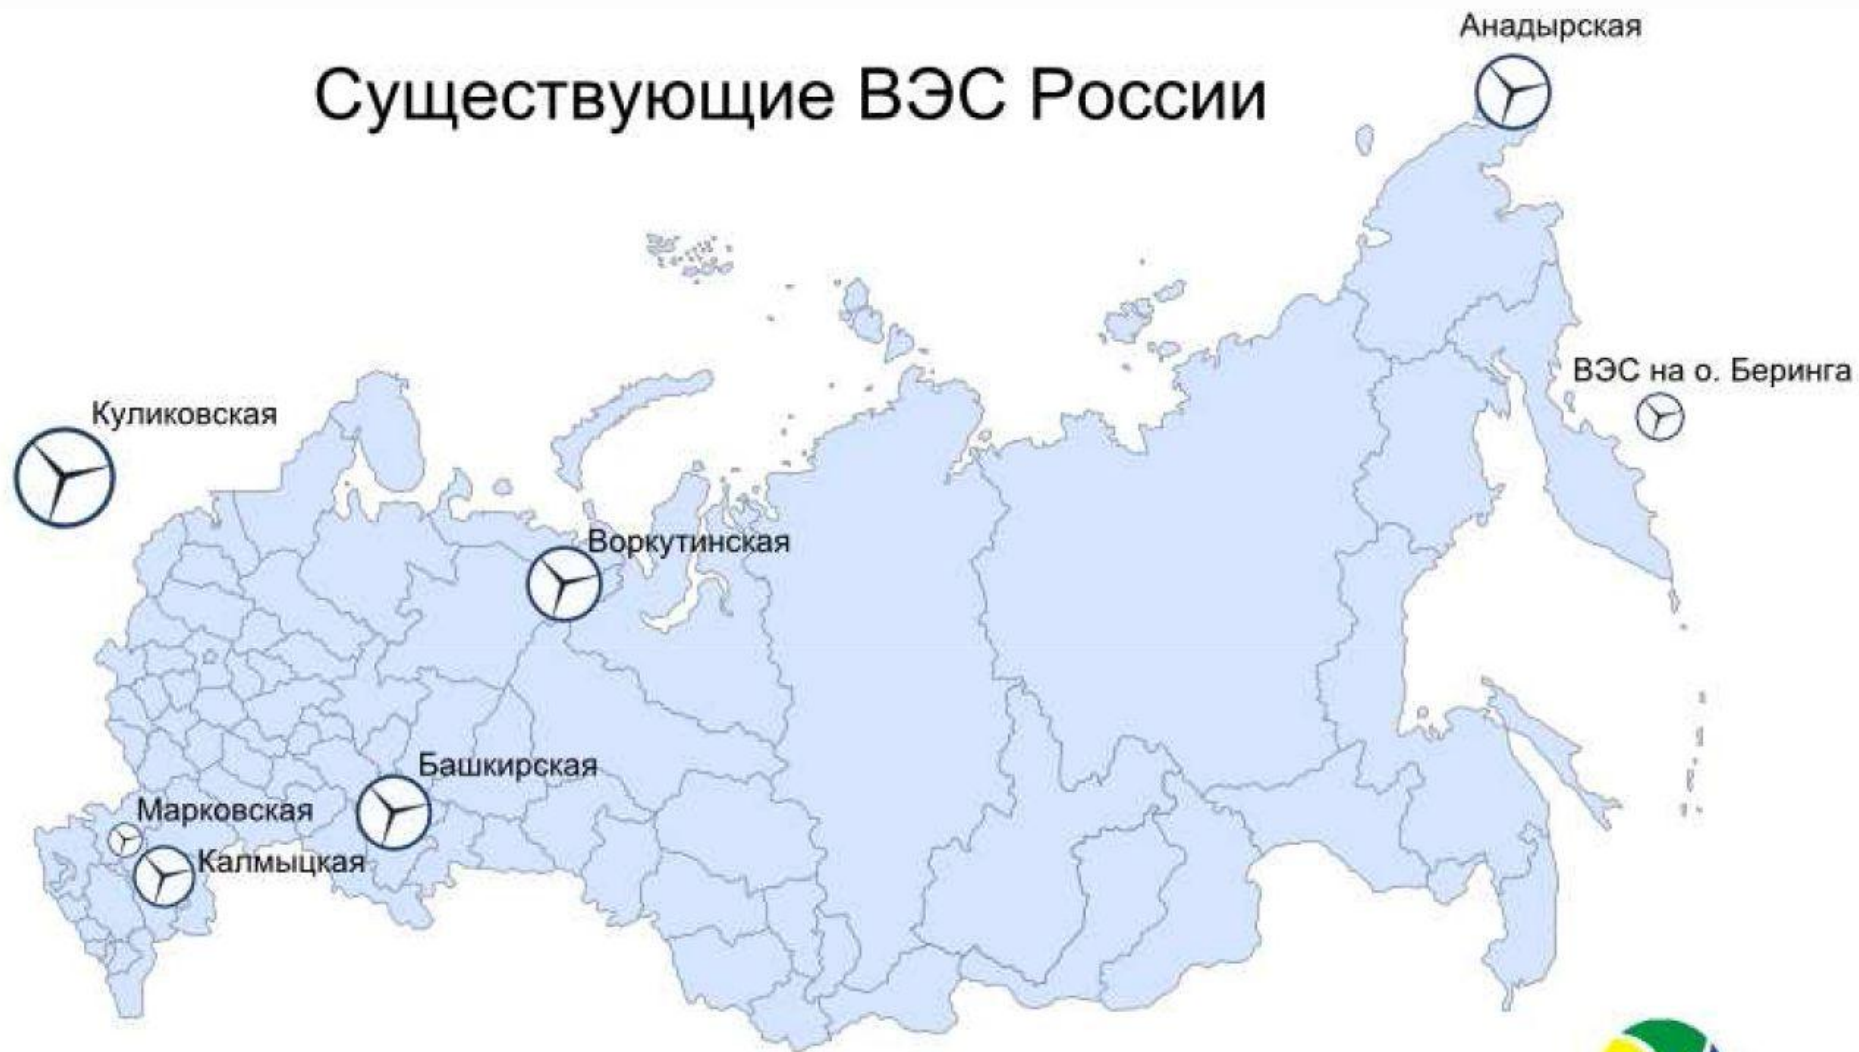 Анадырская
Существующие ВЭС России
ВЭС на о. Беринга
Куликовская
Воркутинская
Башкирская
Марковская
Калмыцкая